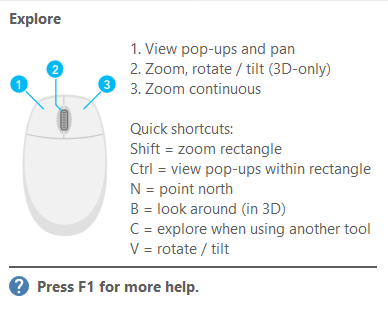 Explore
1. View pop-ups and pan
2. Zoom, rotate / tilt (3D-only)
3. Zoom continuous
1
2
3
Quick shortcuts:
Shift = zoom rectangle
Ctrl = view pop-ups within rectangle
N = point north
B = look around (in 3D)
C = explore when using another tool
V = rotate / tilt
? Press F1 for more help.